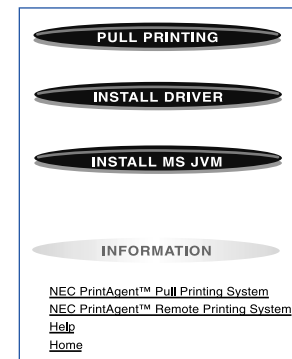 PULL PRINTING
INSTALL DRIVER
INSTALL MS JVM
INFORMATION
NEC PrintAgent™ Pull Printing System
NEC PrintAgent™ Remote Printing System
Help
Home